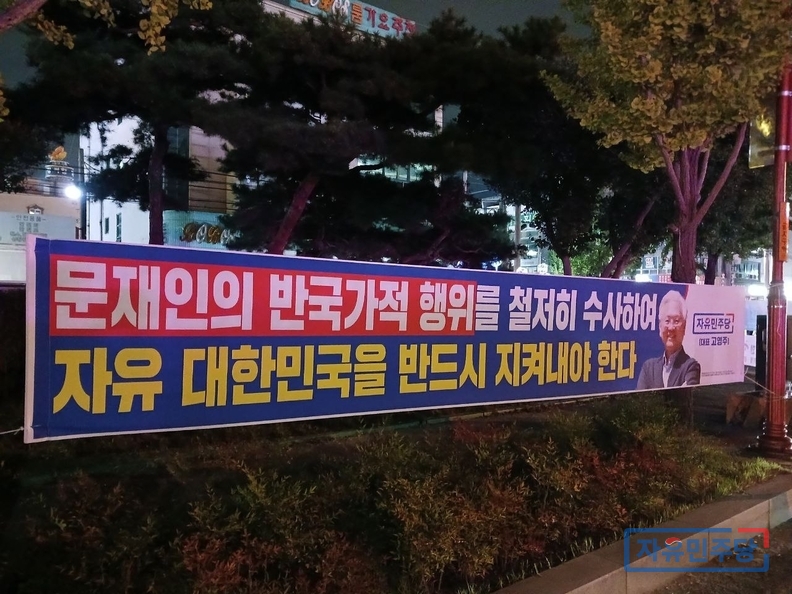 문재인의 반국가적 행위를 철저히 수사하여
자유 대한민국을 반드시 지켜내야 한다
자유민주당
(대표 고영주)
자유민주당